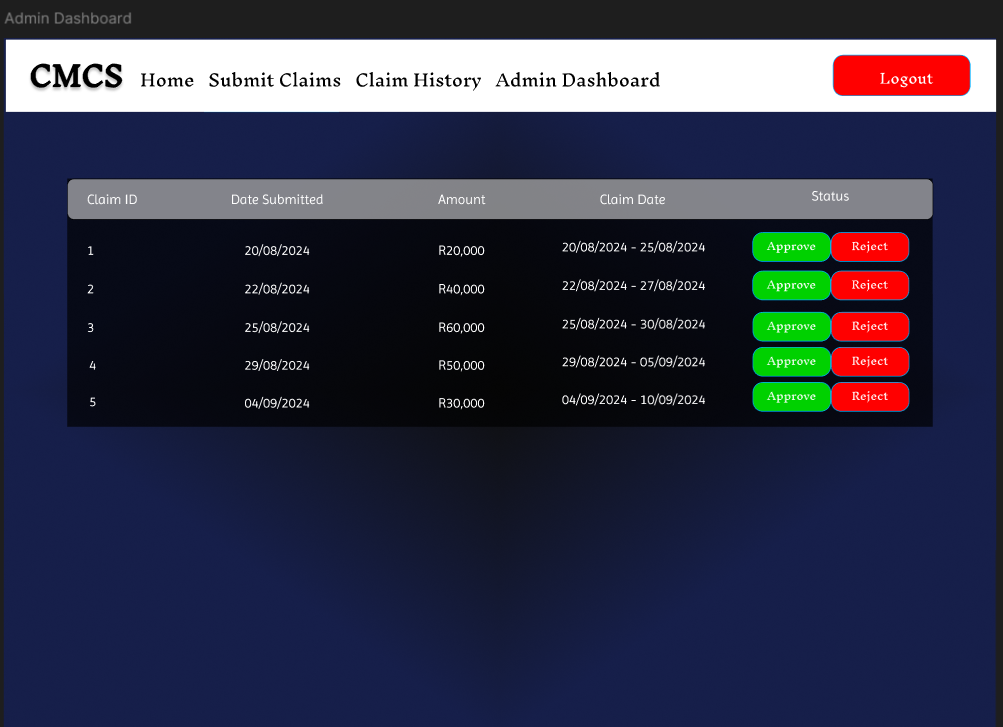 Admin Dashboard
CMCS Home Submit Claims Claim History Admin Dashboard Logout
Claim ID Date Submitted Amount Claim Date Status
1 20/08/2024 R20,000 20/08/2024 - 25/08/2024 Approve Reject
2 22/08/2024 R40,000 22/08/2024 - 27/08/2024 Approve Reject
3 25/08/2024 R60,000 25/08/2024 - 30/08/2024 Approve Reject
4 29/08/2024 R50,000 29/08/2024 - 05/09/2024 Approve Reject
5 04/09/2024 R30,000 04/09/2024 - 10/09/2024 Approve Reject